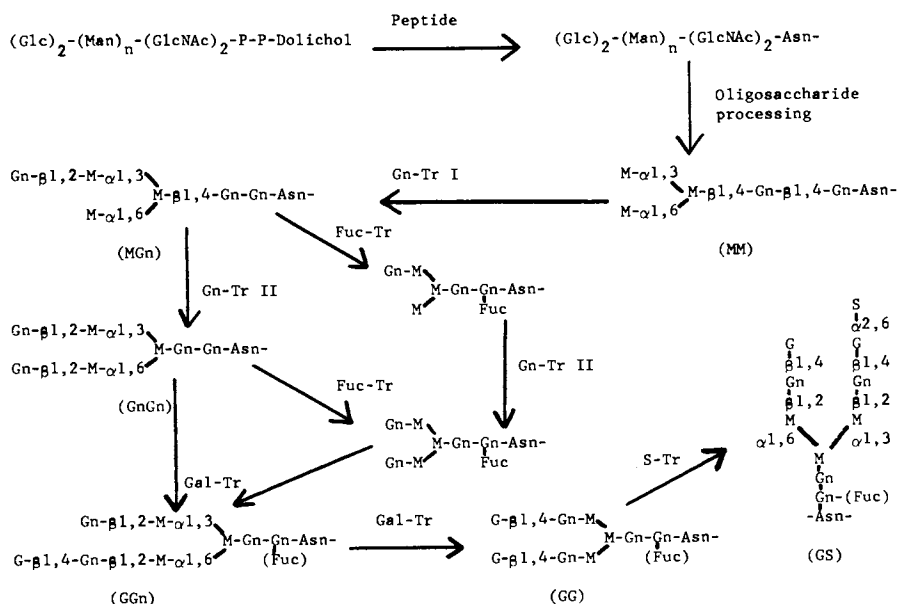 Peptide
(Glc)2-(Man)n-(GlcNAc)2-P-P-Dolichol
(Glc)2-(Man)n-(GlcNAc)2-Asn-
Oligosaccharide
processing
Gn-β1,2-M-α1,3
M-β1,4-Gn-Gn-Asn-
M-α1,6
(MGn)
Gn-Tr I
M-α1,3
M-β1,4-Gn-β1,4-Gn-Asn-
M-α1,6
(MM)
Fuc-Tr
Gn-M
M-Gn-Gn-Asn-
M
Fuc
Gn-Tr II
Gn-β1,2-M-α1,3
M-Gn-Gn-Asn-
Gn-β1,2-M-α1,6
(GnGn)
Gn-Tr II
Fuc-Tr
Gn-M
M-Gn-Gn-Asn-
Gn-M
Fuc
Gal-Tr
Gn-β1,2-M-α1,3
M-Gn-Gn-Asn-
G-β1,4-Gn-β1,2-M-α1,6
(Fuc)
(GGn)
Gal-Tr
G-β1,4-Gn-M
M-Gn-Gn-Asn-
G-β1,4-Gn-M
(Fuc)
(GG)
S-Tr
S
α2,6
G
G
β1,4
β1,4
Gn
Gn
β1,2
β1,2
M
M
α1,6
α1,3
M
Gn
Gn-(Fuc)
-Asn-
(GS)